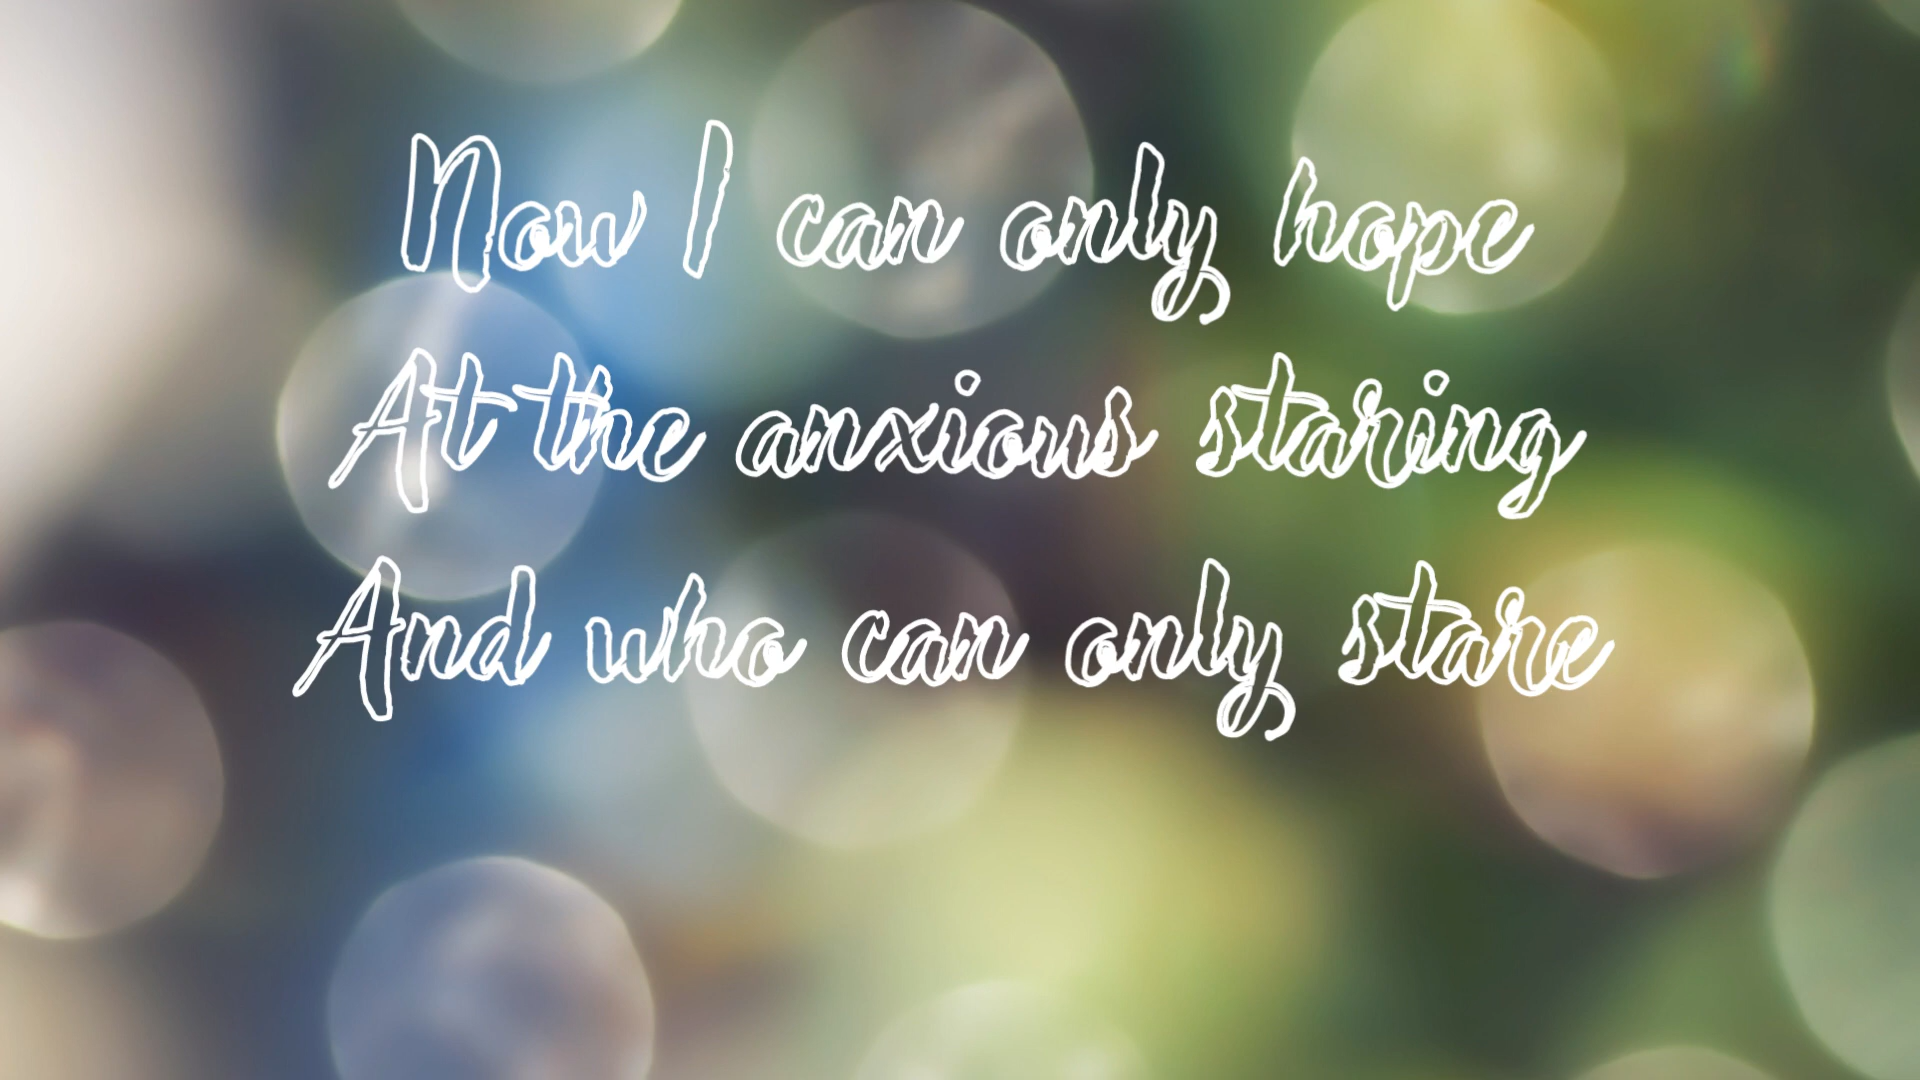 Now I can only hope
At the anxious staring
And who can only stare